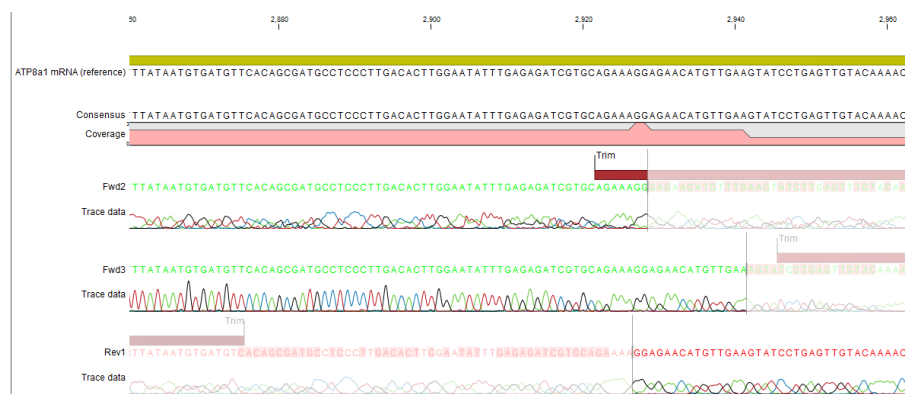 50 2,880 2,900 2,920 2,940 2,960
ATP8a1 mRNA (reference) TTATAATGTGATGTTCACAGCGATGCCTCCCTTGACACTTGGAATATTTGAGAGATCGTGCAGAAAGGAGAACATGTTGAAGTATCCTGAGTTGTACAAAAC
Consensus TTATAATGTGATGTTCACAGCGATGCCTCCCTTGACACTTGGAATATTTGAGAGATCGTGCAGAAAGGAGAACATGTTGAAGTATCCTGAGTTGTACAAAAC
Coverage
Trim
Fwd2 TTATAATGTGATGTTCACAGCGATGCCTCCCTTGACACTTGGAATATTTGAGAGATCGTGCAGAAAGG
Trace data
Trim
Fwd3 TTATAATGTGATGTTCACAGCGATGCCTCCCTTGACACTTGGAATATTTGAGAGATCGTGCAGAAAGGAGAACATGTTGAA
Trace data
Trim
Rev1 GGAGAACATGTTGAAGTATCCTGAGTTGTACAAAAC
Trace data